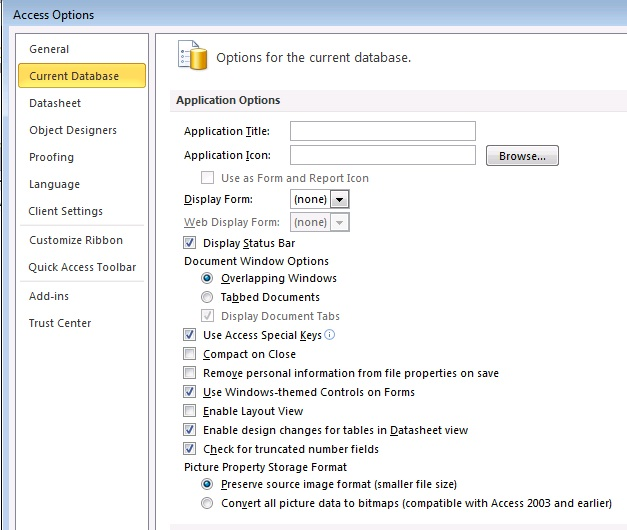 Access Options
General
Current Database
Datasheet
Object Designers
Proofing
Language
Client Settings
Customize Ribbon
Quick Access Toolbar
Add-ins
Trust Center
Options for the current database.
Application Options
Application Title:
Application Icon:
Browse...
Use as Form and Report Icon
Display Form: (none)
Web Display Form: (none)
Display Status Bar
Document Window Options
Overlapping Windows
Tabbed Documents
Display Document Tabs
Use Access Special Keys
Compact on Close
Remove personal information from file properties on save
Use Windows-themed Controls on Forms
Enable Layout View
Enable design changes for tables in Datasheet view
Check for truncated number fields
Picture Property Storage Format
Preserve source image format (smaller file size)
Convert all picture data to bitmaps (compatible with Access 2003 and earlier)